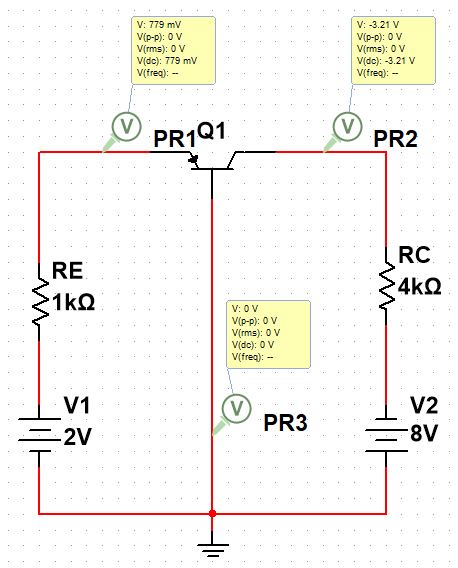 V: 779 mV
V(p-p): 0 V
V(rms): 0 V
V(dc): 779 mV
V(freq): --
V: -3.21 V
V(p-p): 0 V
V(rms): 0 V
V(dc): -3.21 V
V(freq): --
V
PR1
Q1
V
PR2
RE
1kΩ
RC
4kΩ
V: 0 V
V(p-p): 0 V
V(rms): 0 V
V(dc): 0 V
V(freq): --
V
PR3
V1
2V
V2
8V